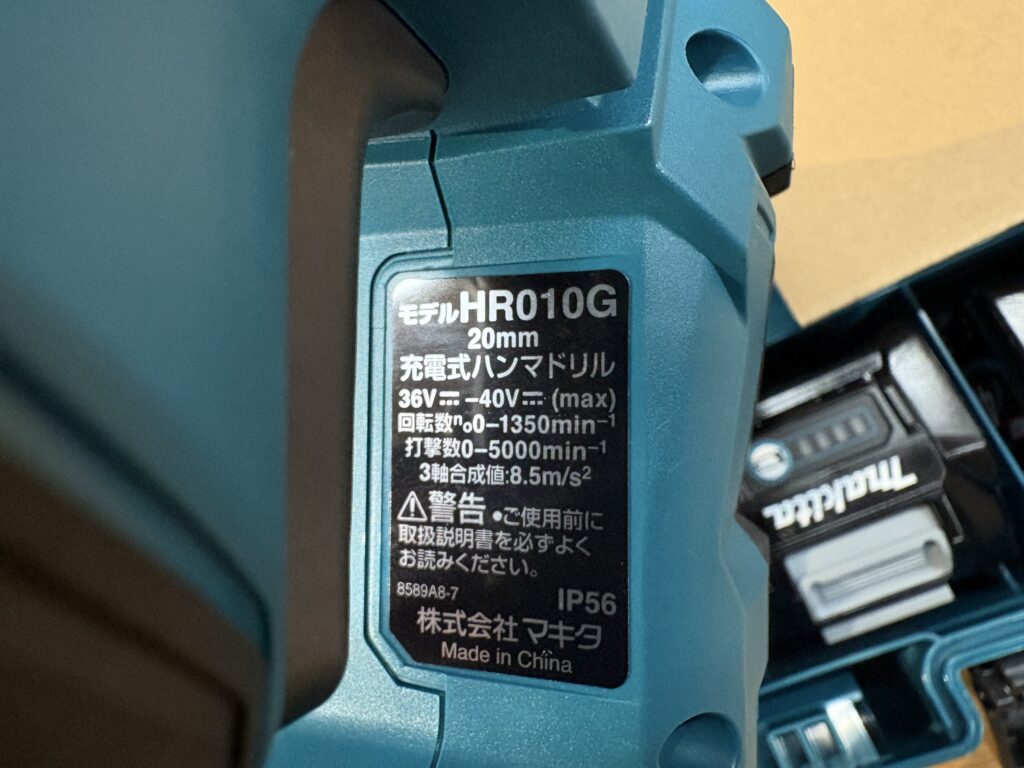 モデルHR010G
20mm
充電式ハンマドリル
36V⎓-40V⎓(max)
回転数n₀0-1350min⁻¹
打撃数0-5000min⁻¹
3軸合成値:8.5m/s²
⚠警告 •ご使用前に
取扱説明書を必ずよく
お読みください。
8589A8-7
IP56
株式会社マキタ
Made in China
makita